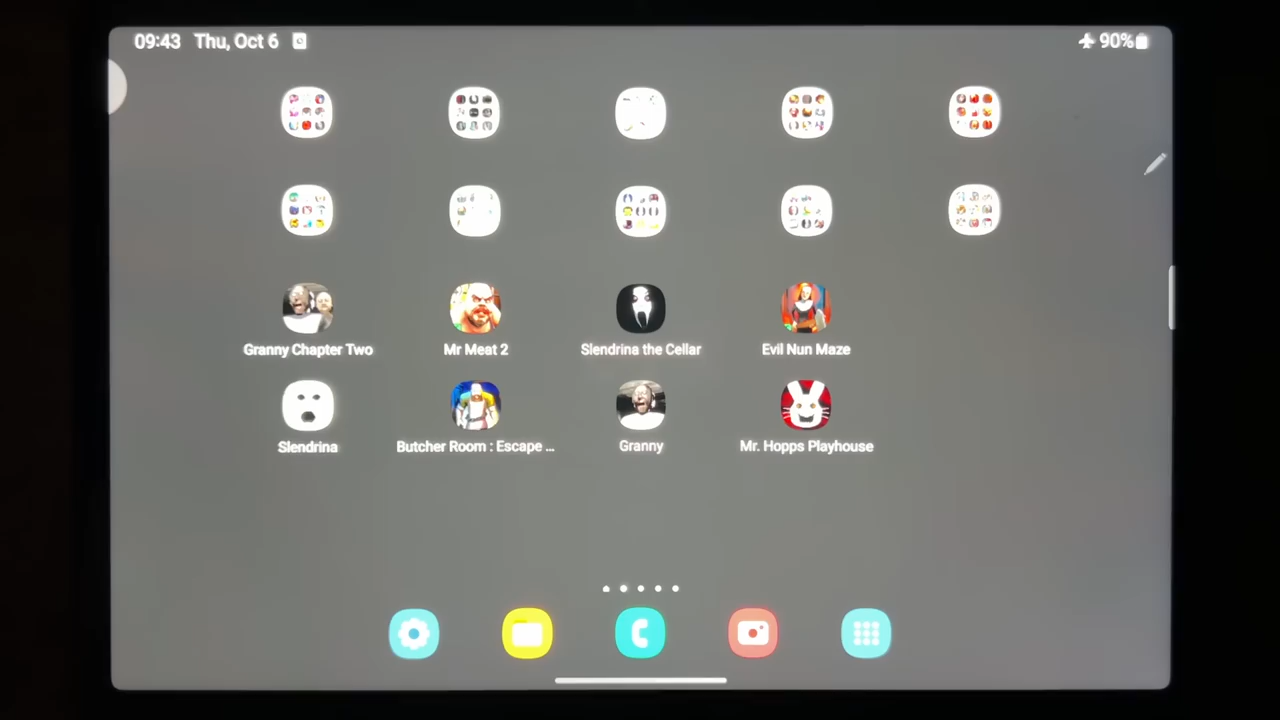 09:43 Thu, Oct 6
90%
Granny Chapter Two
Mr Meat 2
Slendrina the Cellar
Evil Nun Maze
Slendrina
Butcher Room : Escape ...
Granny
Mr. Hopps Playhouse